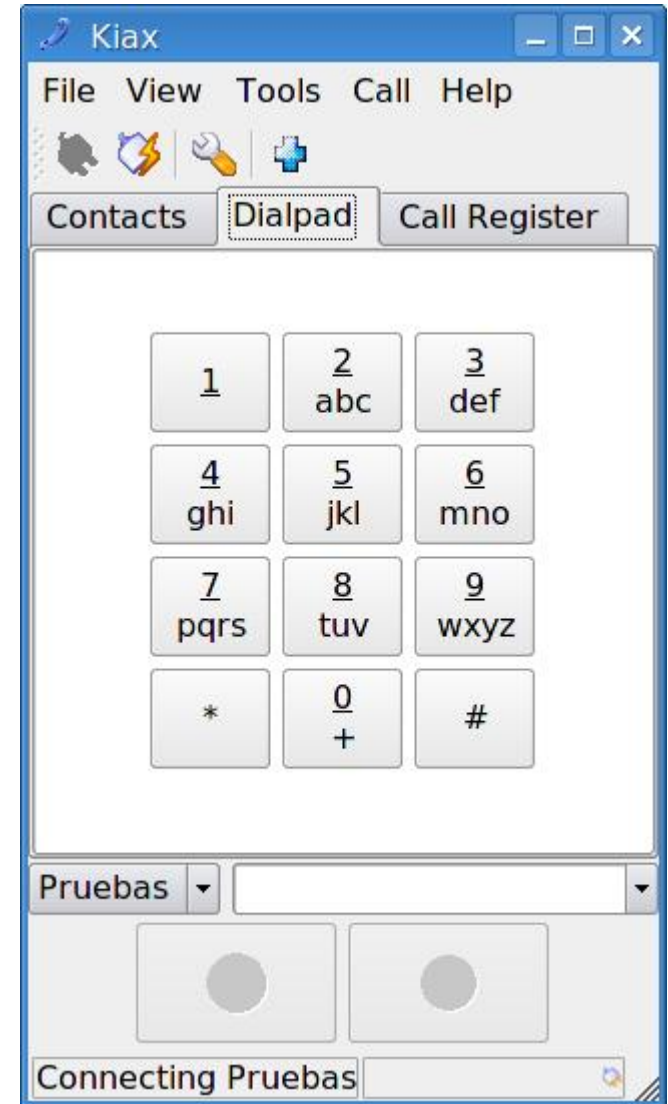 Kiax
File View Tools Call Help
Contacts Dialpad Call Register
1 2 3
abc def
4 5 6
ghi jkl mno
7 8 9
pqrs tuv wxyz
* 0 #
+
Pruebas
Connecting Pruebas